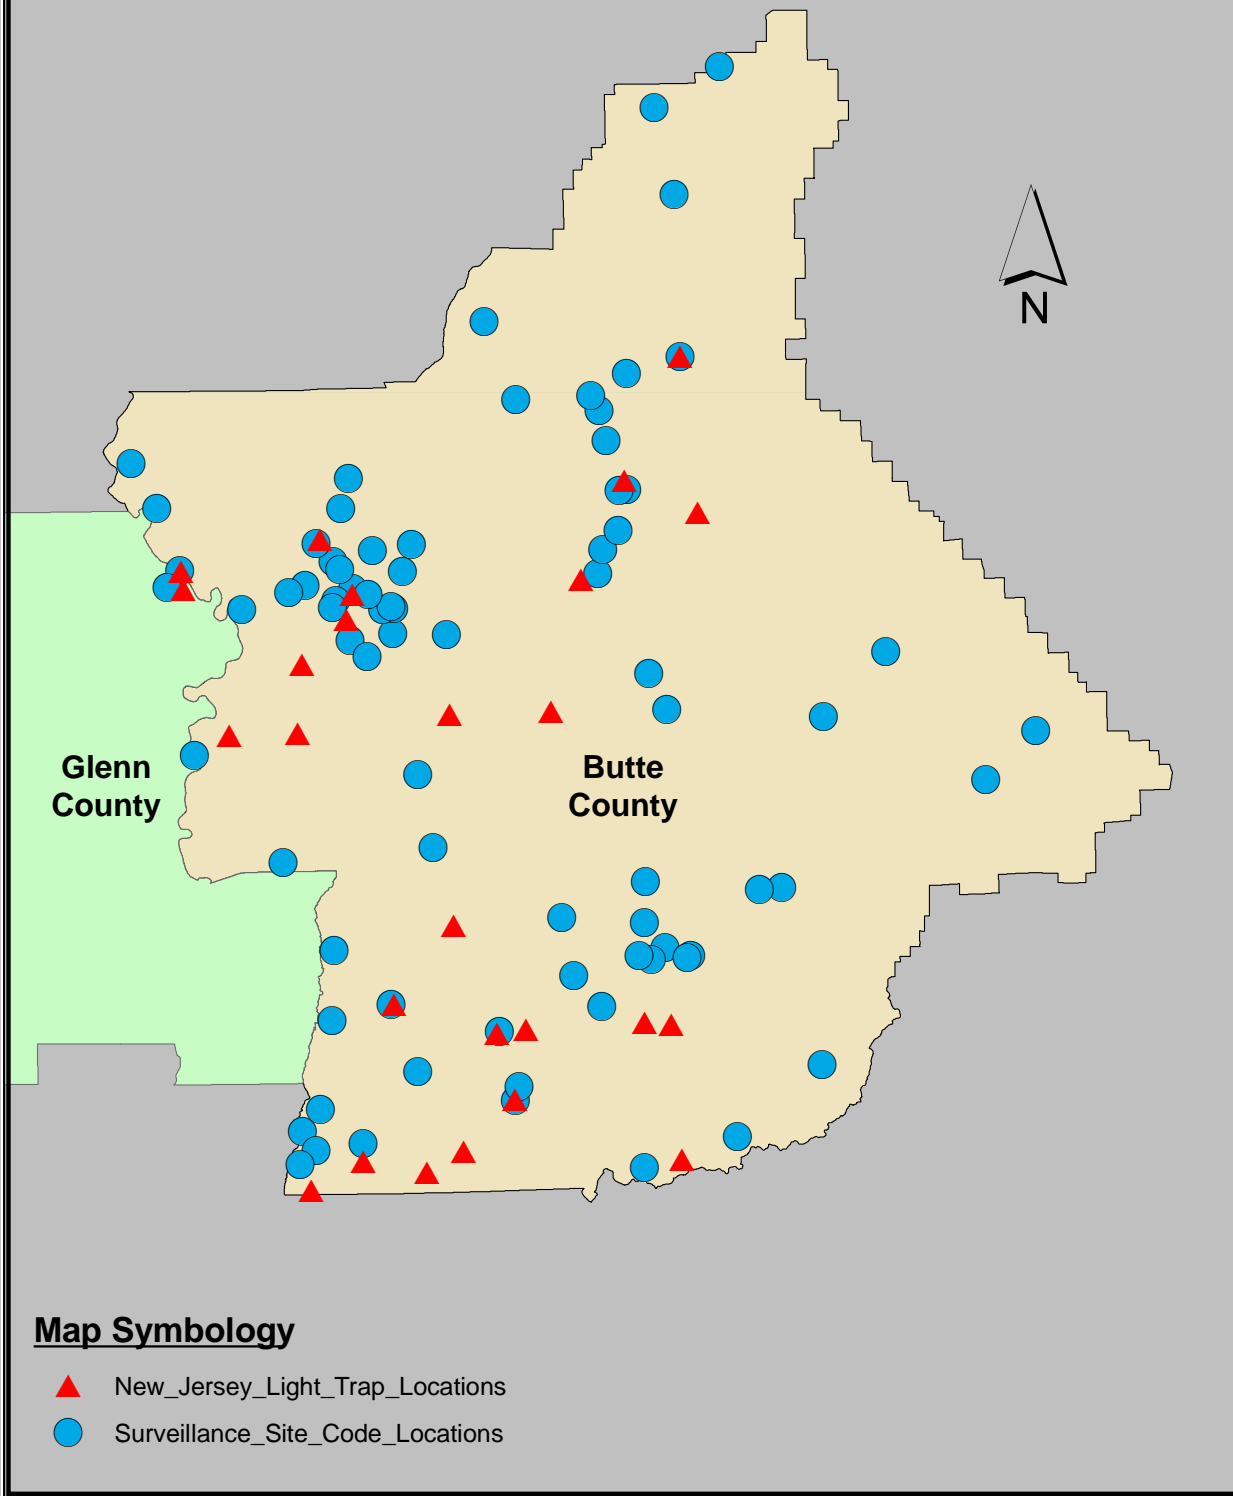 N
Glenn
County
Butte
County
Map Symbology
New_Jersey_Light_Trap_Locations
Surveillance_Site_Code_Locations